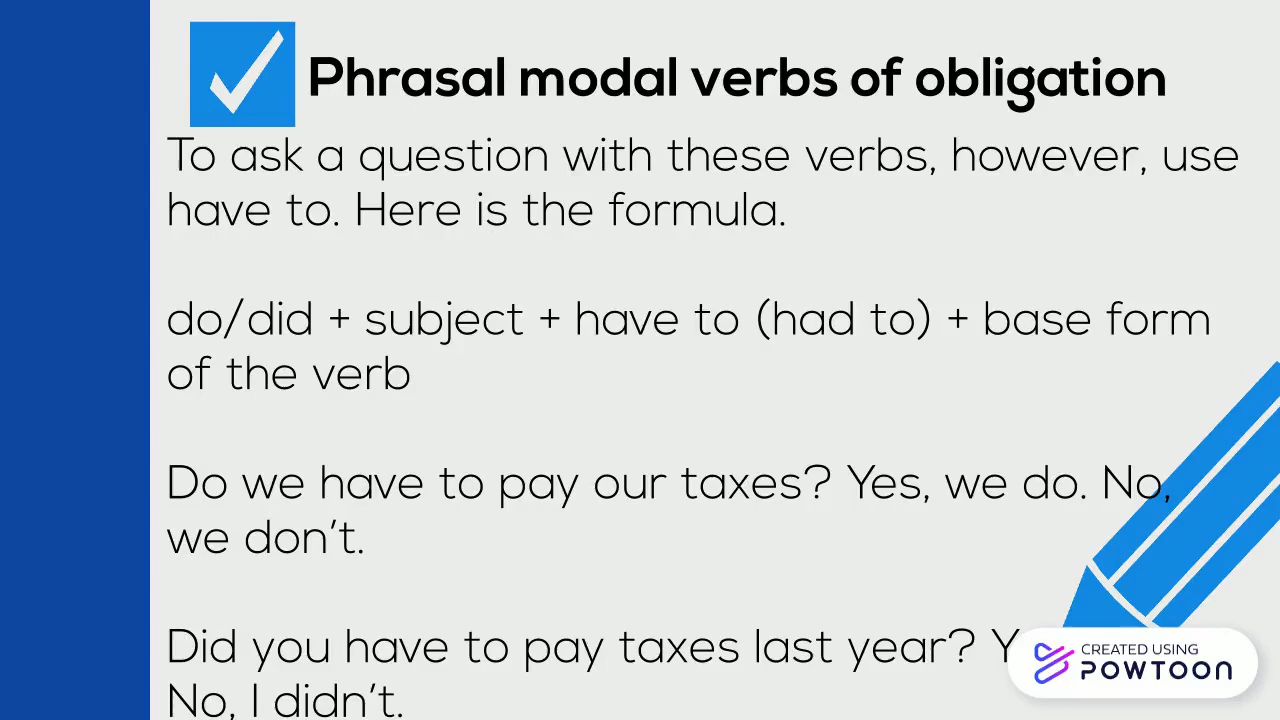 Phrasal modal verbs of obligation
To ask a question with these verbs, however, use
have to. Here is the formula.
do/did + subject + have to (had to) + base form
of the verb
Do we have to pay our taxes? Yes, we do. No,
we don't.
Did you have to pay taxes last year?
No, I didn't.
CREATED USING
POWTOON